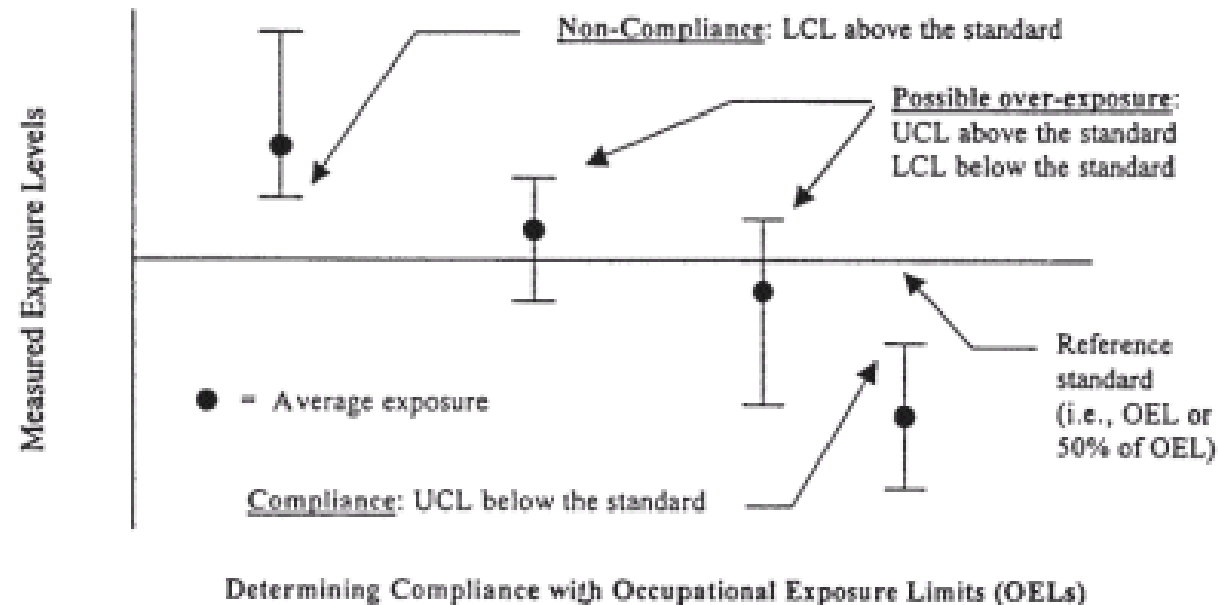 Non-Compliance: LCL above the standard
Possible over-exposure:
UCL above the standard
LCL below the standard
Measured Exposure Levels
Reference
standard
(i.e., OEL or
50% of OEL)
● = Average exposure
Compliance: UCL below the standard
Determining Compliance with Occupational Exposure Limits (OELs)